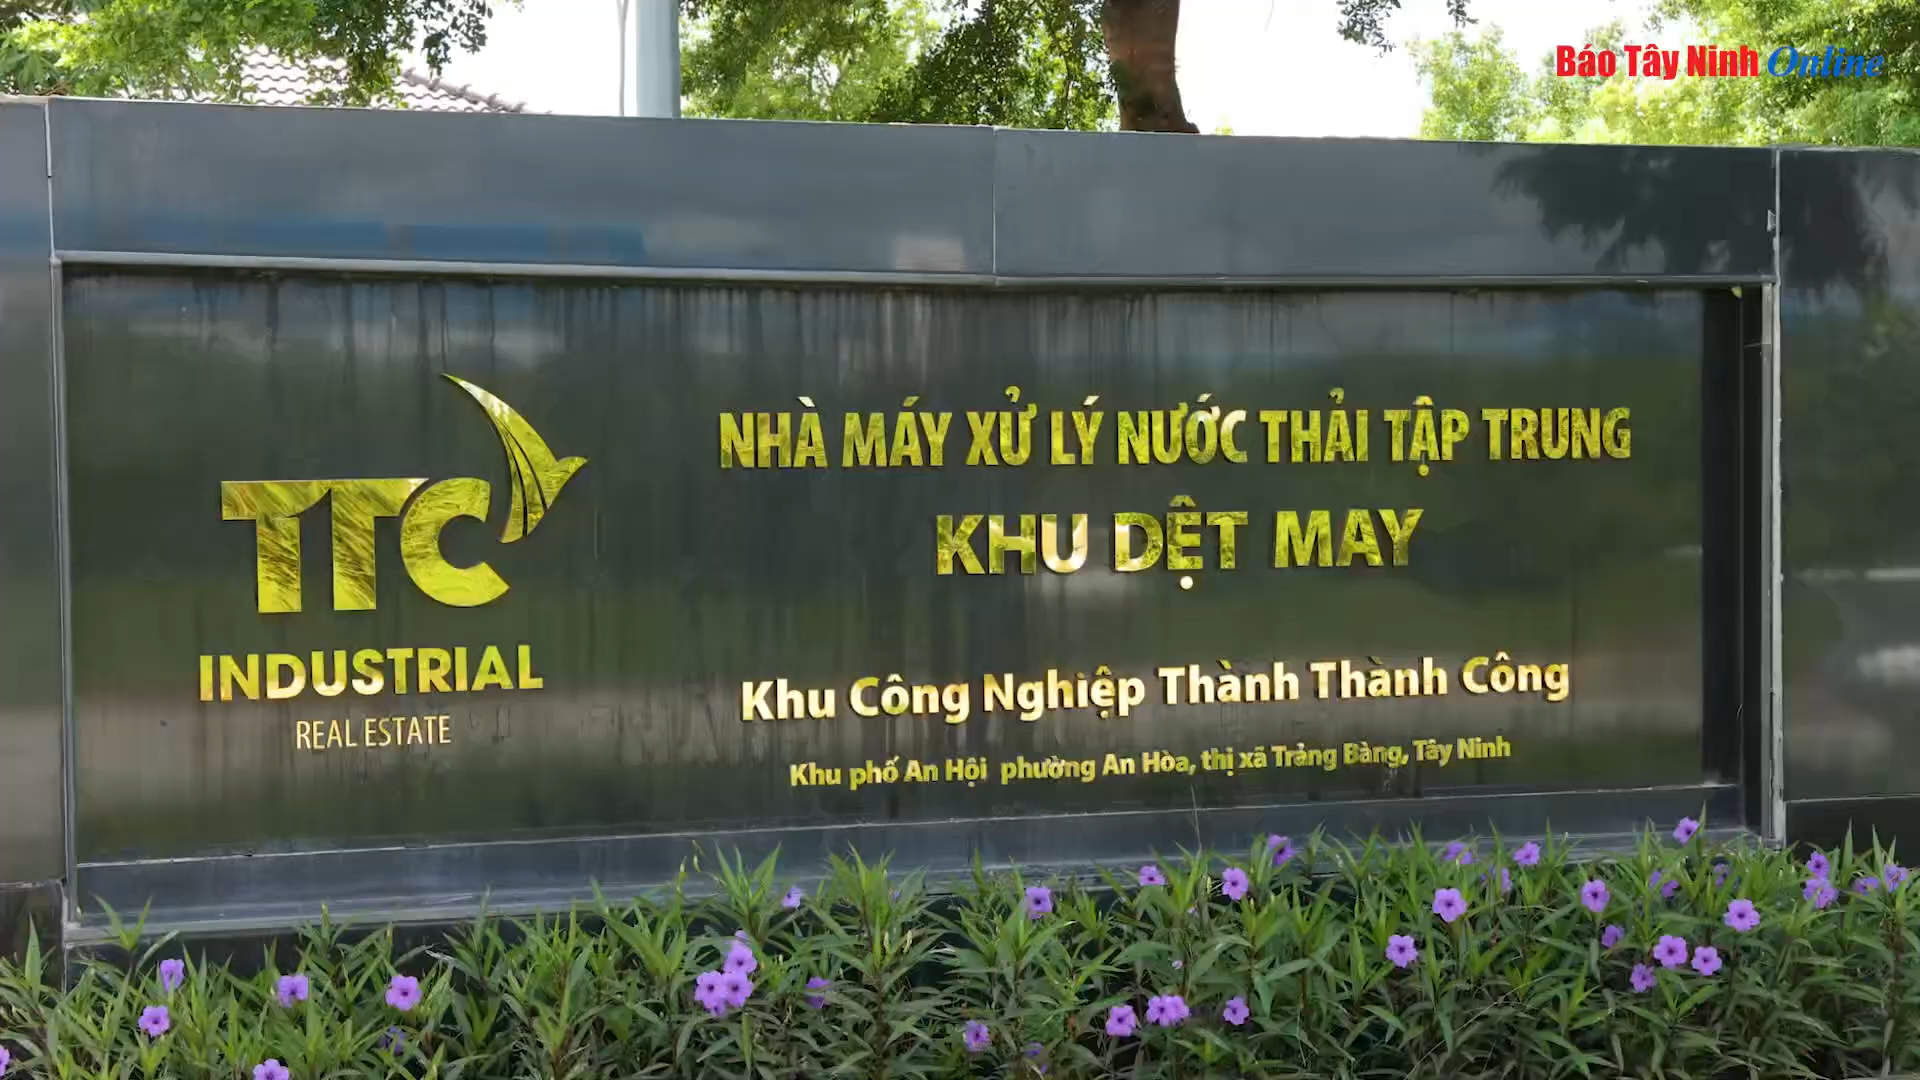 Báo Tây Ninh Online
TTC
INDUSTRIAL
REAL ESTATE
NHÀ MÁY XỬ LÝ NƯỚC THẢI TẬP TRUNG
KHU DỆT MAY
Khu Công Nghiệp Thành Thành Công
Khu phố An Hội phường An Hòa, thị xã Trảng Bàng, Tây Ninh